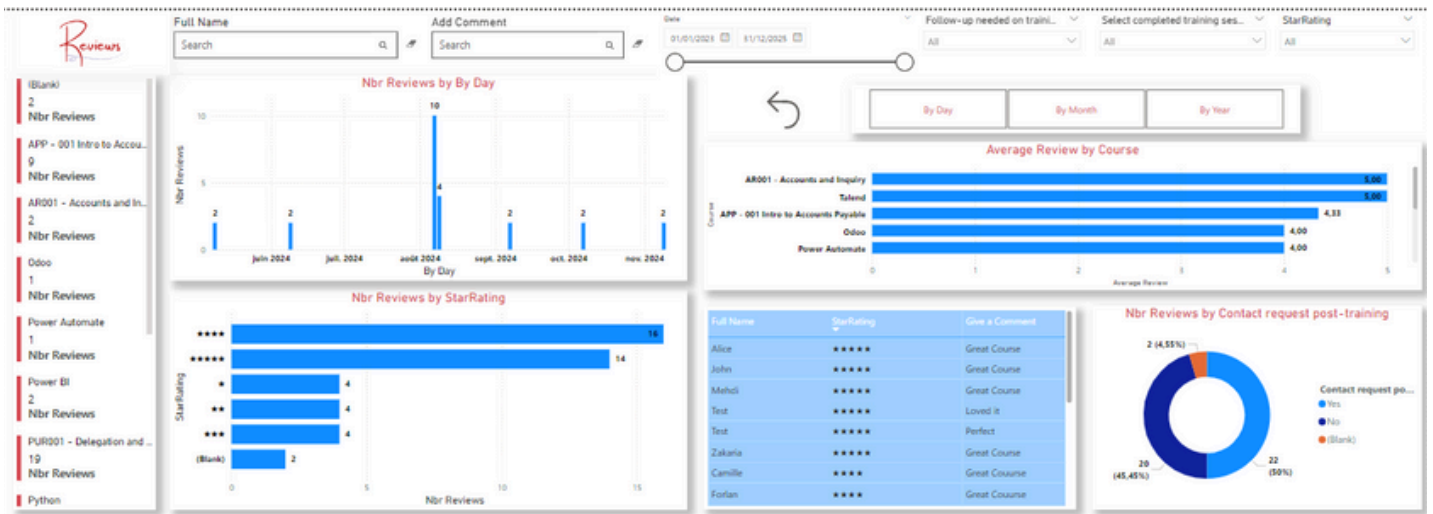 Reviews
Full Name
Search
Add Comment
Search
Date
01/01/2023
31/12/2025
Follow-up needed on traini...
All
Select completed training ses...
All
StarRating
All
(Blank)
2
Nbr Reviews
APP - 001 Intro to Accou...
9
Nbr Reviews
AR001 - Accounts and In...
2
Nbr Reviews
Odoo
1
Nbr Reviews
Power Automate
1
Nbr Reviews
Power BI
2
Nbr Reviews
PUR001 - Delegation and ...
19
Nbr Reviews
Python
Nbr Reviews by By Day
Nbr Reviews
10
5
0
2
2
10
4
2
2
2
juin 2024
juil. 2024
août 2024
sept. 2024
oct. 2024
nov. 2024
By Day
By Day
By Month
By Year
Average Review by Course
Course
AR001 - Accounts and Inquiry
5,00
Talend
5,00
APP - 001 Intro to Accounts Payable
4,33
Odoo
4,00
Power Automate
4,00
0
1
2
3
4
5
Average Review
Nbr Reviews by StarRating
StarRating
★★★★
16
★★★★★
14
★
4
★★
4
★★★
4
(Blank)
2
0
5
10
15
Nbr Reviews
Full Name StarRating Give a Comment
Alice ★★★★★ Great Course
John ★★★★★ Great Course
Mehdi ★★★★★ Great Course
Test ★★★★★ Loved it
Test ★★★★★ Perfect
Zakaria ★★★★★ Great Course
Camille ★★★★ Great Couurse
Forlan ★★★★ Great Couurse
Nbr Reviews by Contact request post-training
2 (4,55%)
20
(45,45%)
22
(50%)
Contact request po...
Yes
No
(Blank)